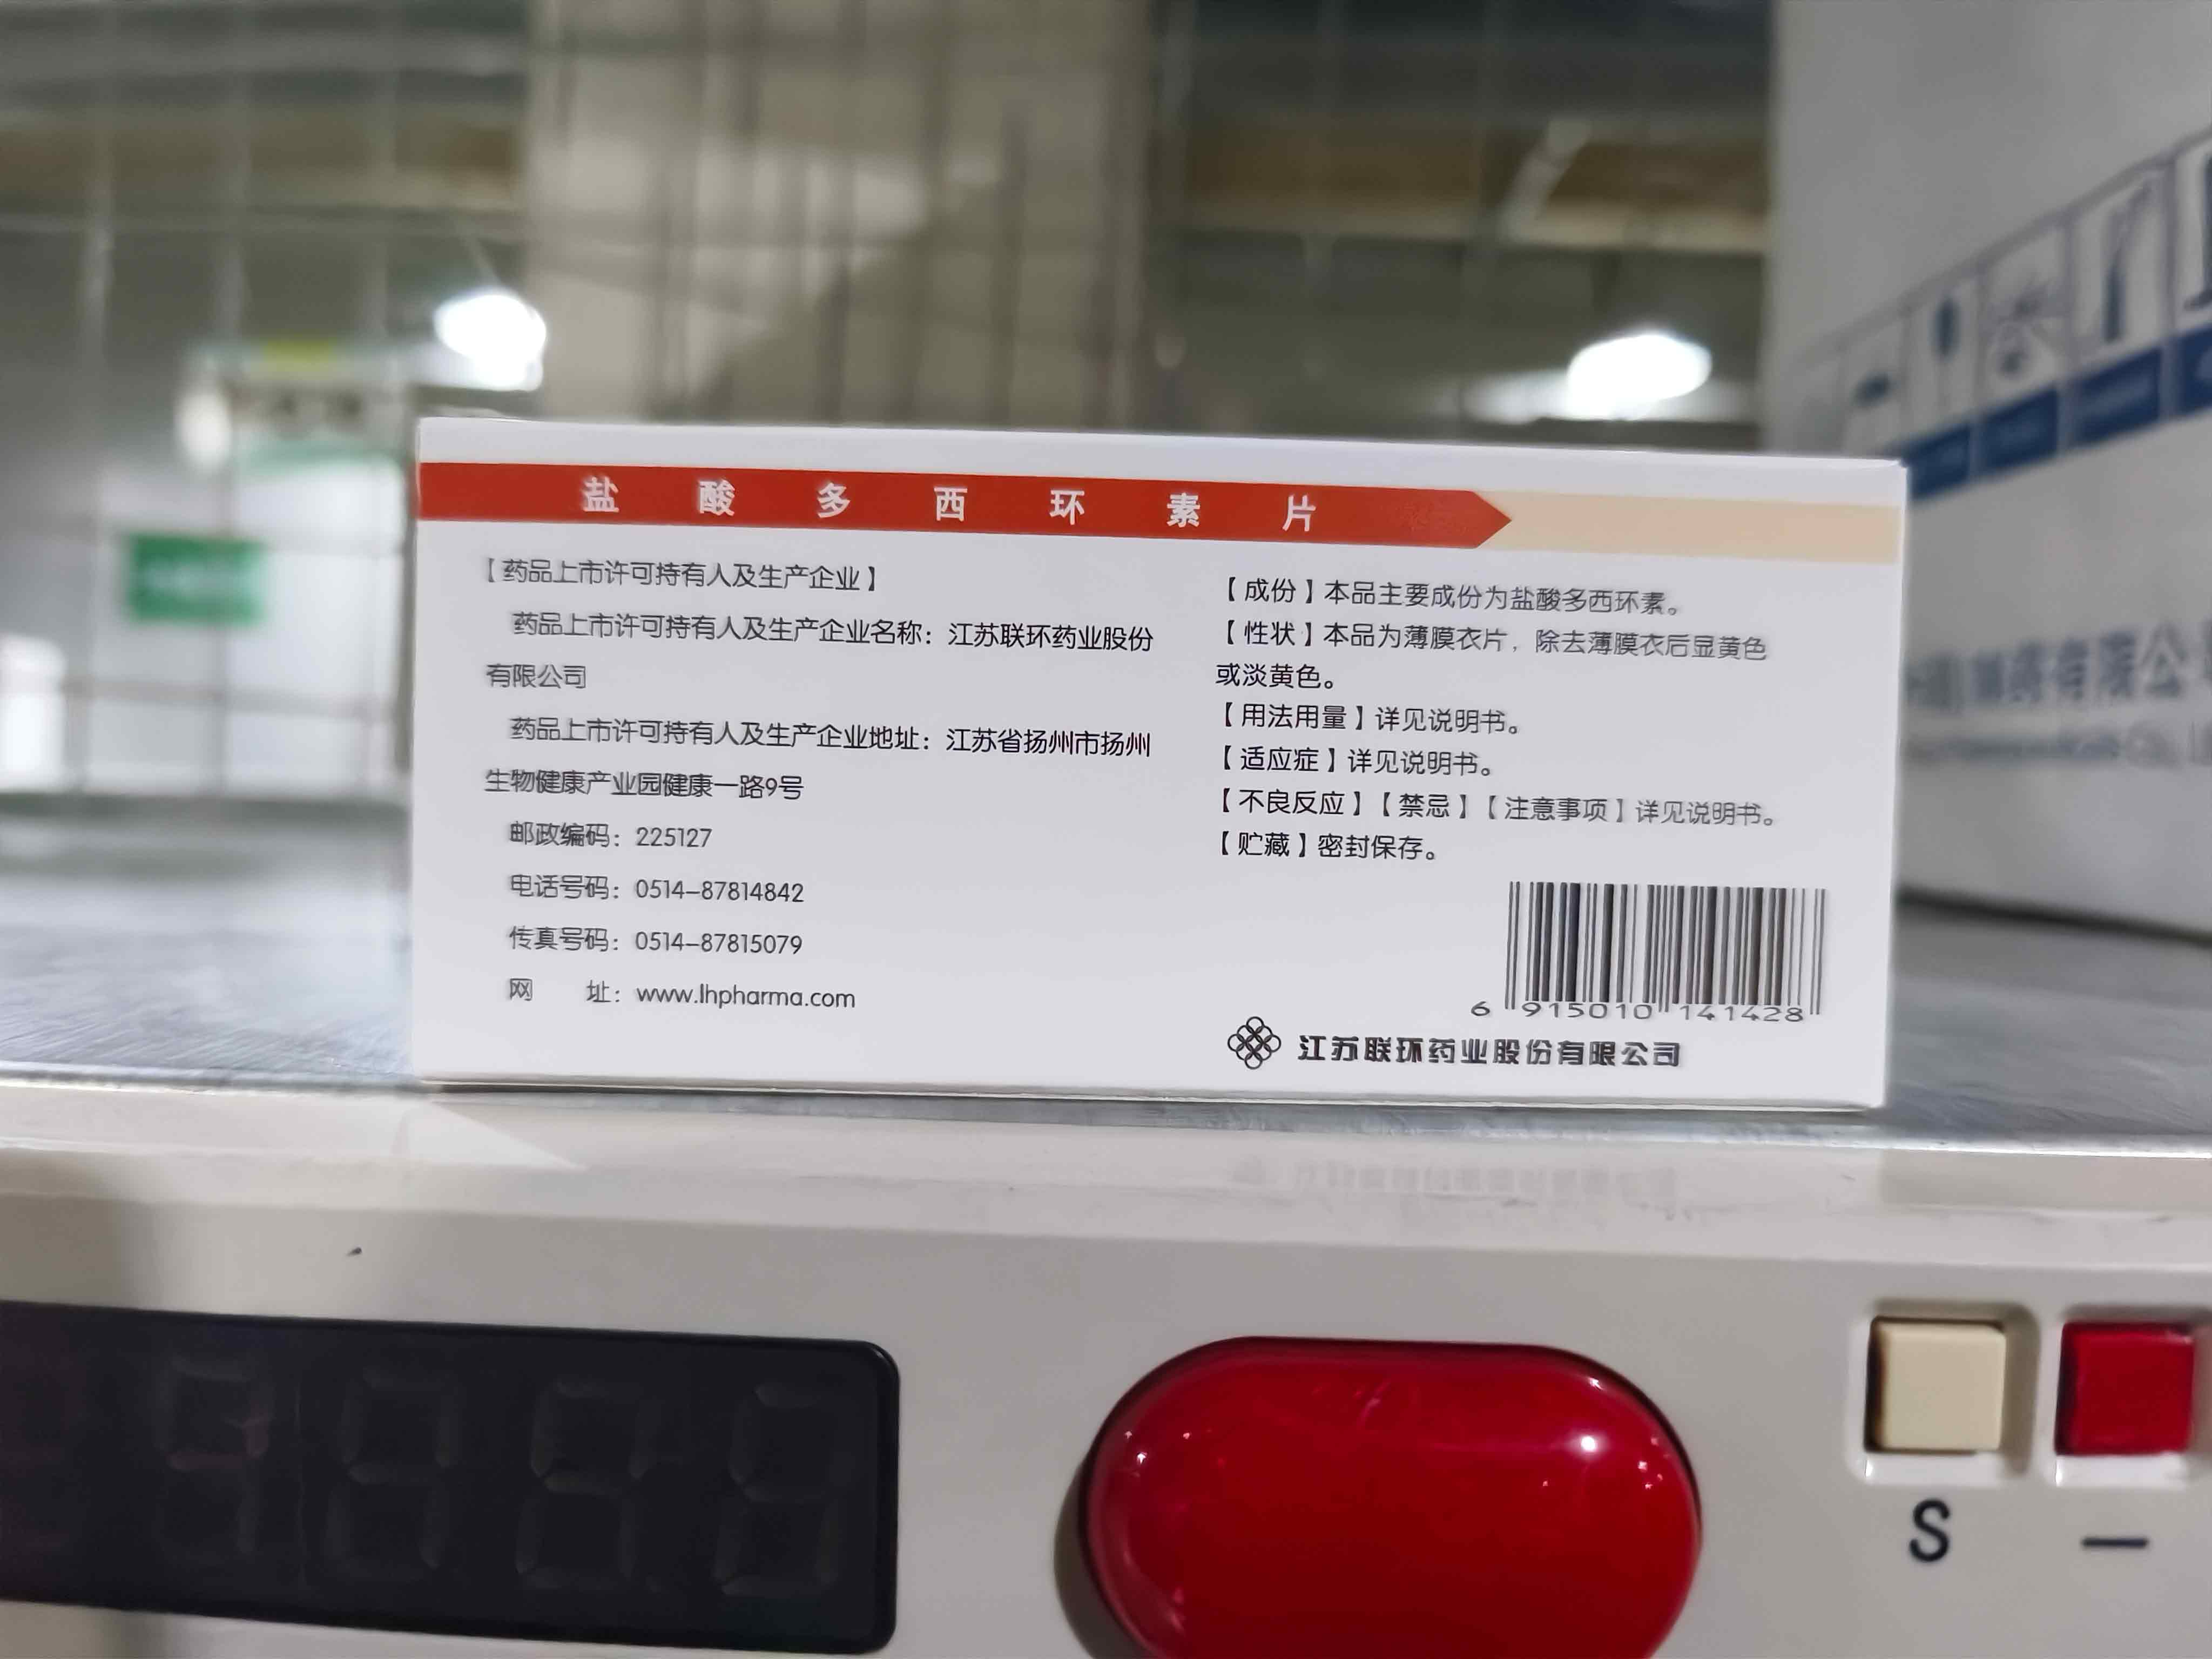 盐酸多西环素片
【药品上市许可持有人及生产企业】
药品上市许可持有人及生产企业名称：江苏联环药业股份
有限公司
药品上市许可持有人及生产企业地址：江苏省扬州市扬州
生物健康产业园健康一路9号
邮政编码：225127
电话号码：0514-87814842
传真号码：0514-87815079
网 址：www.lhpharma.com
【成份】本品主要成份为盐酸多西环素。
【性状】本品为薄膜衣片，除去薄膜衣后显黄色
或淡黄色。
【用法用量】详见说明书。
【适应症】详见说明书。
【不良反应】【禁忌】【注意事项】详见说明书。
【贮藏】密封保存。
6 915010 141428
江苏联环药业股份有限公司
有限公
S
—